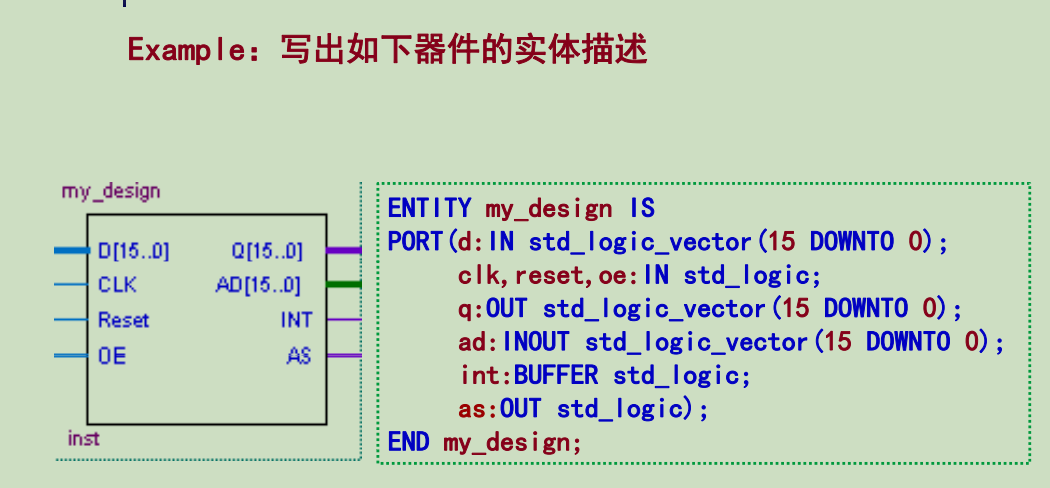 Example：写出如下器件的实体描述
my_design
D[15..0] Q[15..0]
CLK AD[15..0]
Reset INT
OE AS
inst
ENTITY my_design IS
PORT(d:IN std_logic_vector(15 DOWNTO 0);
clk,reset,oe:IN std_logic;
q:OUT std_logic_vector(15 DOWNTO 0);
ad:INOUT std_logic_vector(15 DOWNTO 0);
int:BUFFER std_logic;
as:OUT std_logic);
END my_design;